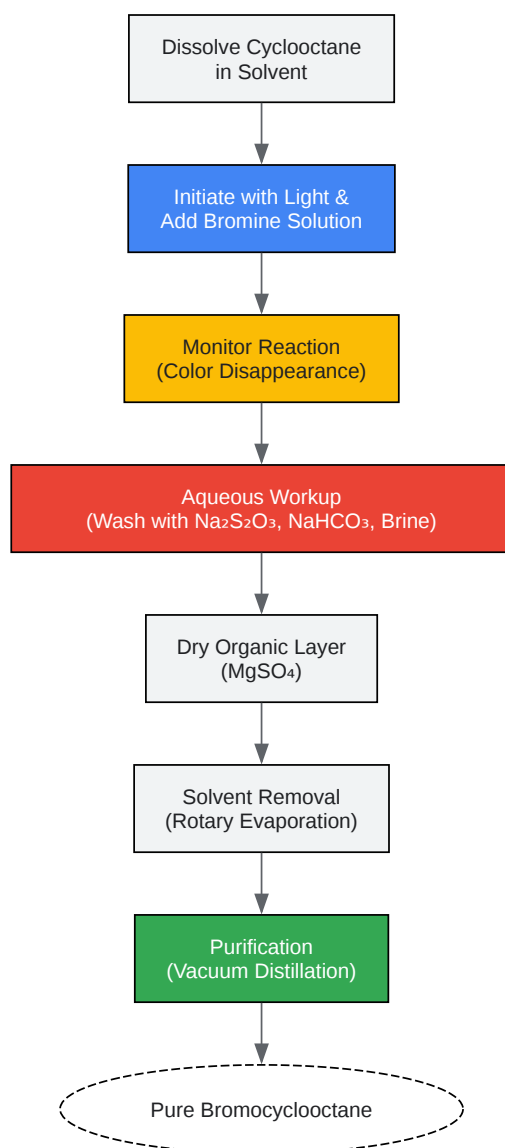 Dissolve Cyclooctane
in Solvent
Initiate with Light &
Add Bromine Solution
Monitor Reaction
(Color Disappearance)
Aqueous Workup
(Wash with Na₂S₂O₃, NaHCO₃, Brine)
Dry Organic Layer
(MgSO₄)
Solvent Removal
(Rotary Evaporation)
Purification
(Vacuum Distillation)
Pure Bromocyclooctane